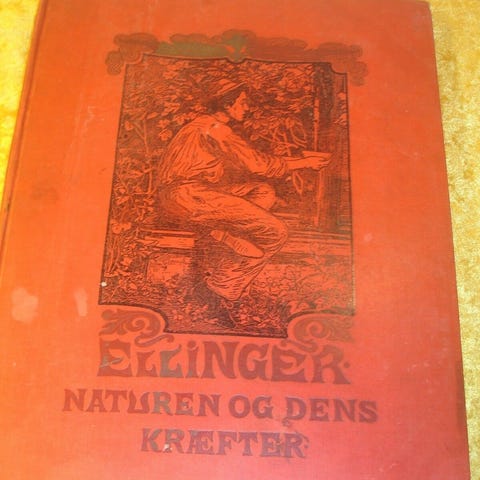 ELLINGER.
NATUREN OG DENS
KRÆFTER